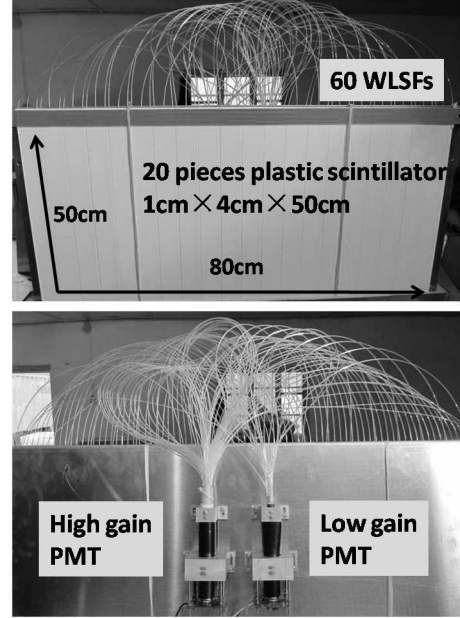 60 WLSFs
20 pieces plastic scintillator
1cm×4cm×50cm
50cm
80cm
High gain
PMT
Low gain
PMT